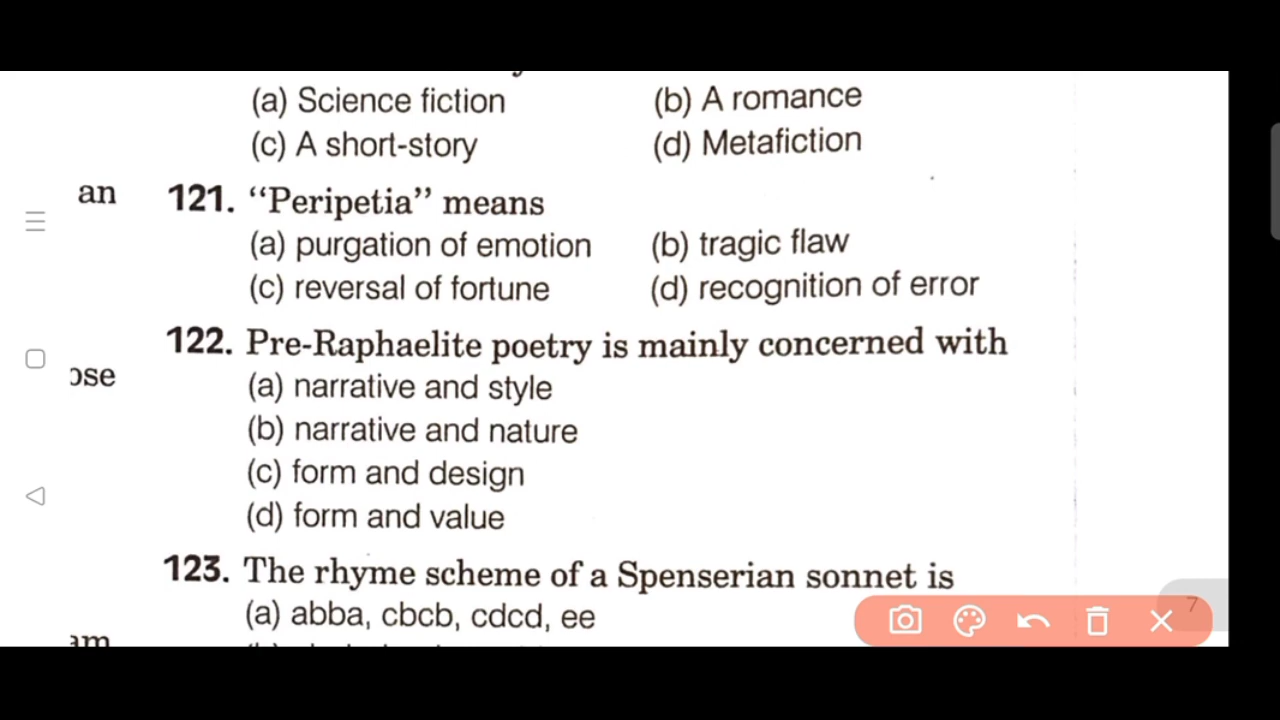 (a) Science fiction (b) A romance
(c) A short-story (d) Metafiction
an
121. “Peripetia” means
(a) purgation of emotion (b) tragic flaw
(c) reversal of fortune (d) recognition of error
122. Pre-Raphaelite poetry is mainly concerned with
ose
(a) narrative and style
(b) narrative and nature
(c) form and design
(d) form and value
123. The rhyme scheme of a Spenserian sonnet is
(a) abba, cbcb, cdcd, ee
7
am